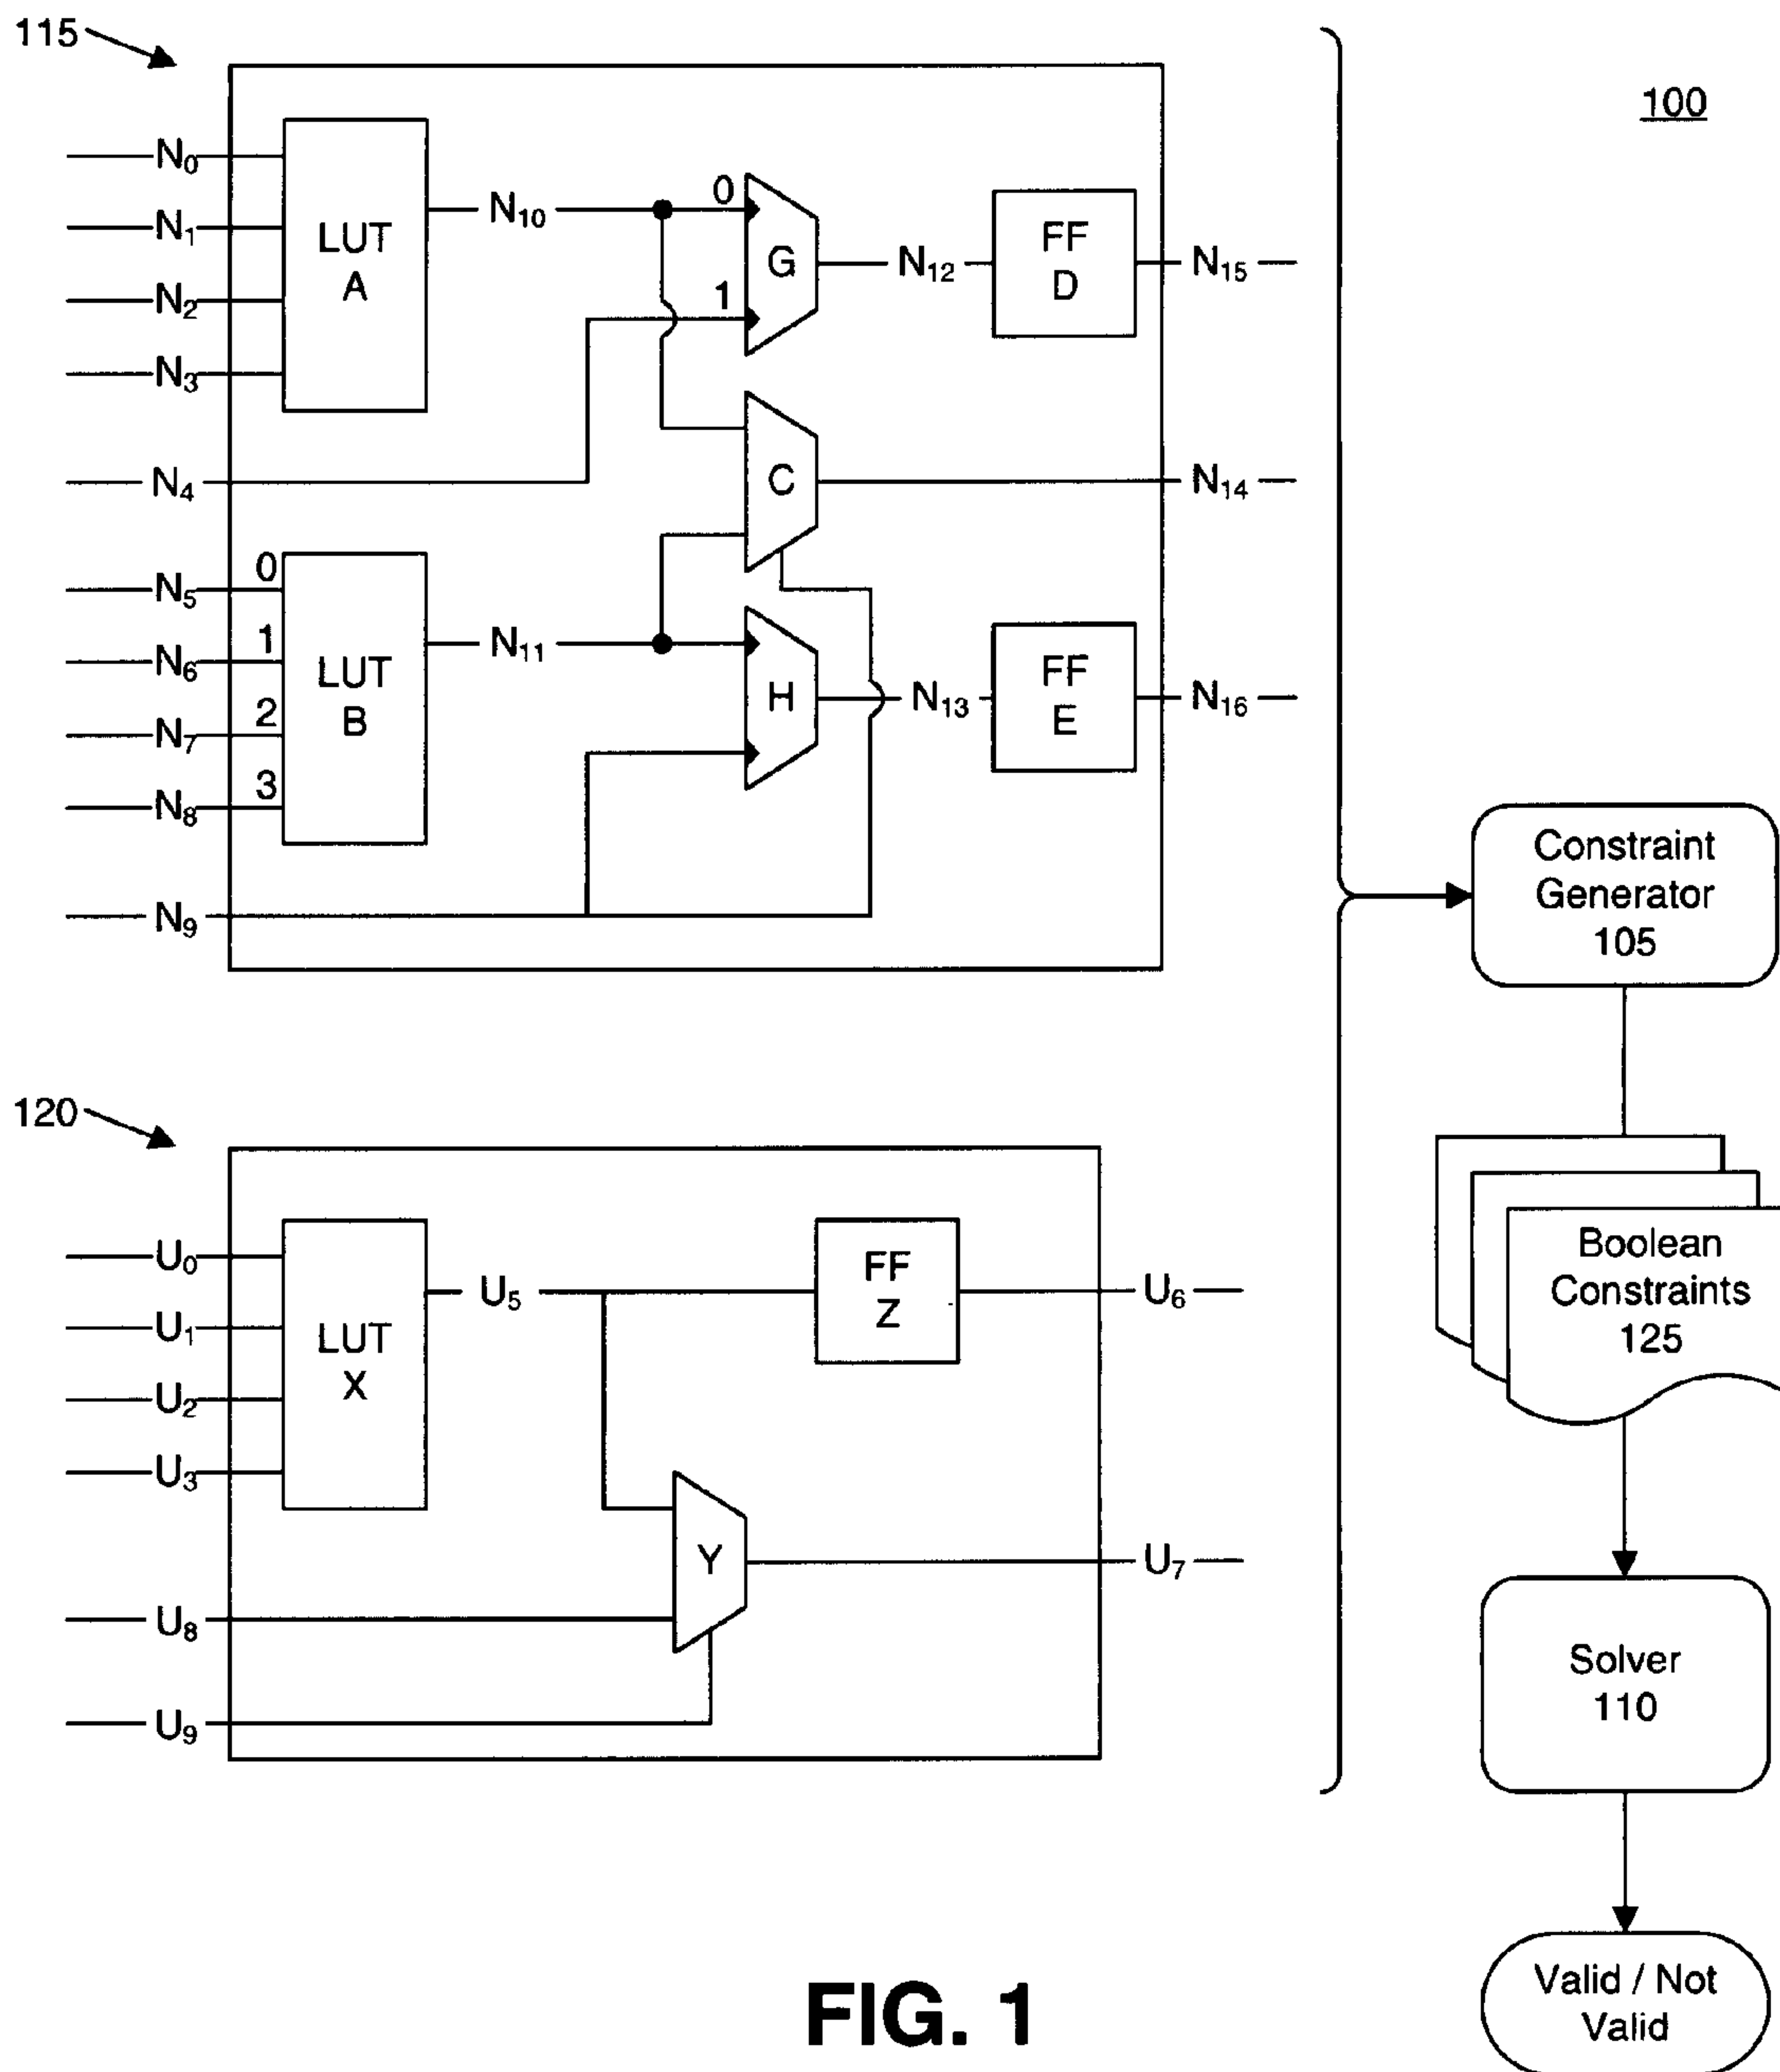 115
100
N0
N1
N2
N3
LUT
A
N10
0
1
G
N12
FF
D
N15
N4
C
N14
N5
N6
N7
N8
0
1
2
3
LUT
B
N11
H
N13
FF
E
N16
N9
Constraint
Generator
105
120
U0
U1
U2
U3
LUT
X
U5
FF
Z
U6
Y
U7
U8
U9
Boolean
Constraints
125
Solver
110
Valid / Not
Valid
FIG. 1